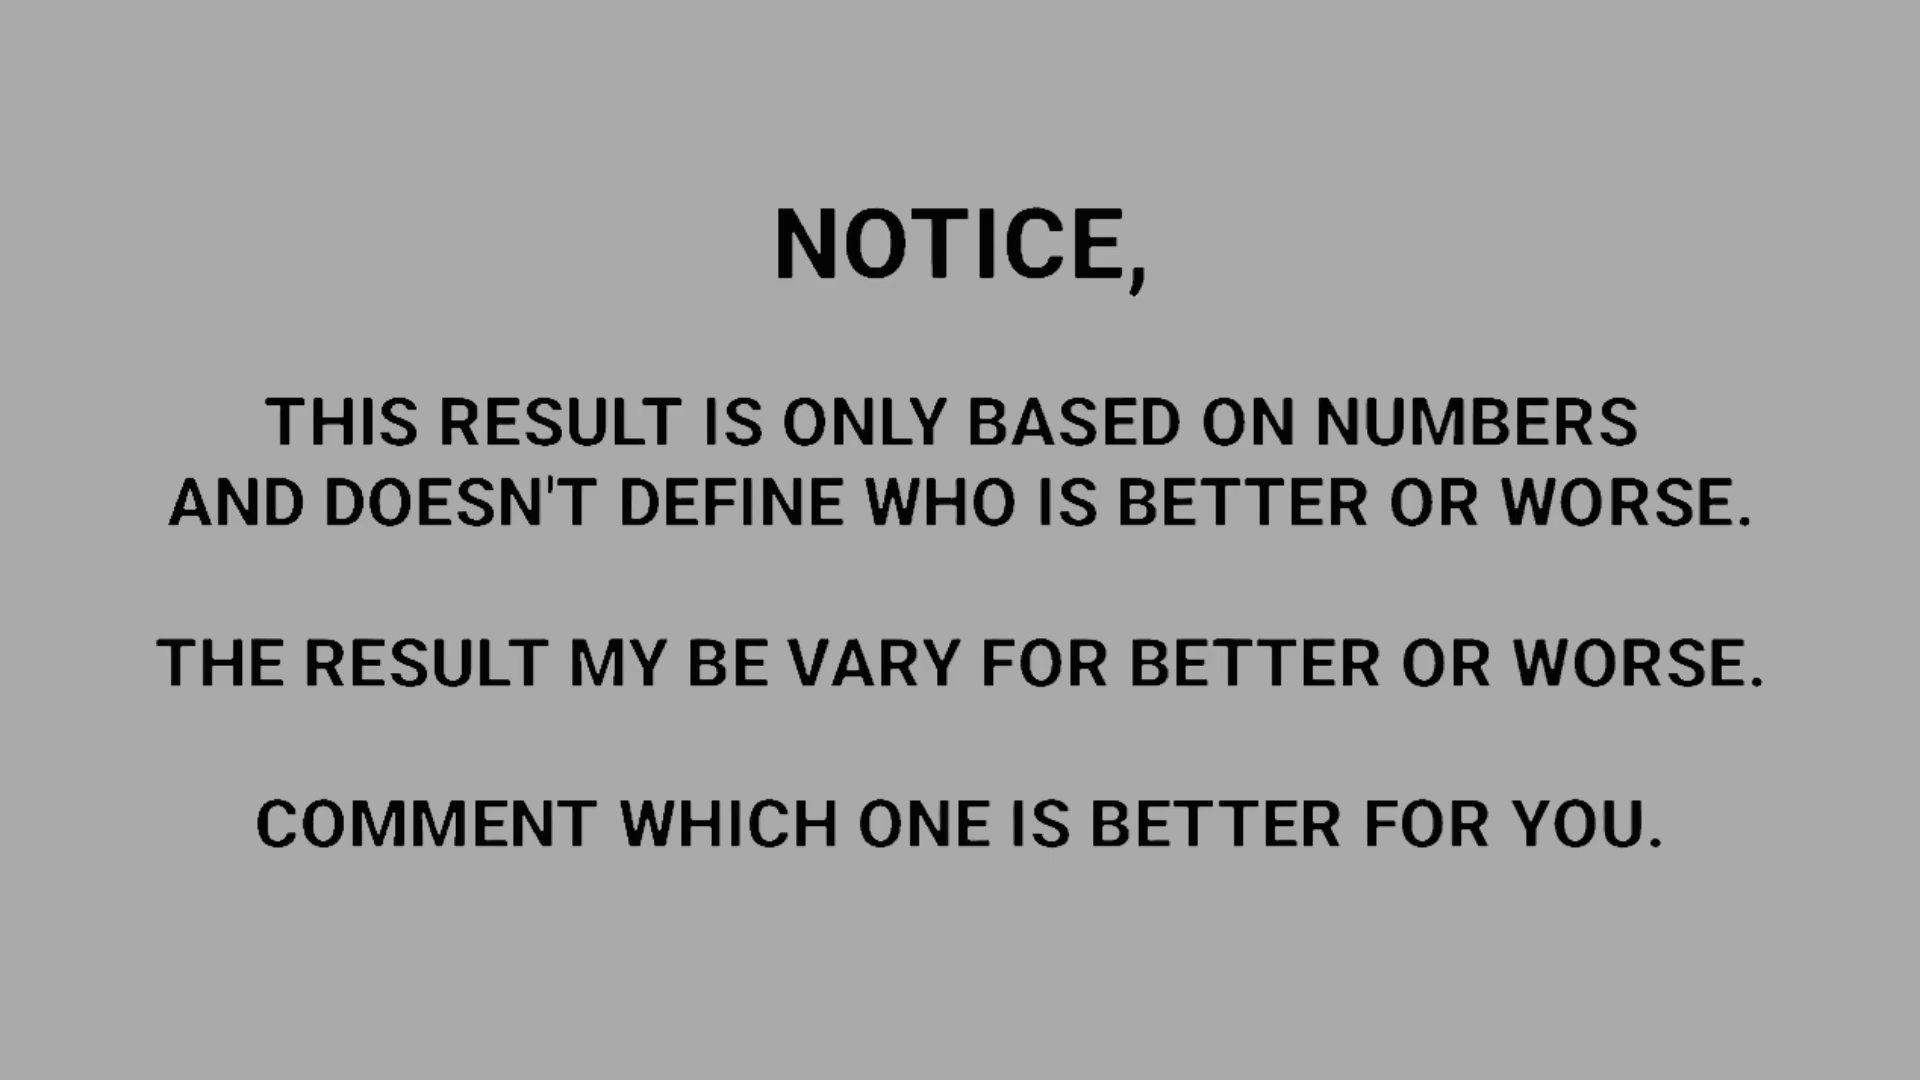 NOTICE,
THIS RESULT IS ONLY BASED ON NUMBERS
AND DOESN'T DEFINE WHO IS BETTER OR WORSE.
THE RESULT MY BE VARY FOR BETTER OR WORSE.
COMMENT WHICH ONE IS BETTER FOR YOU.